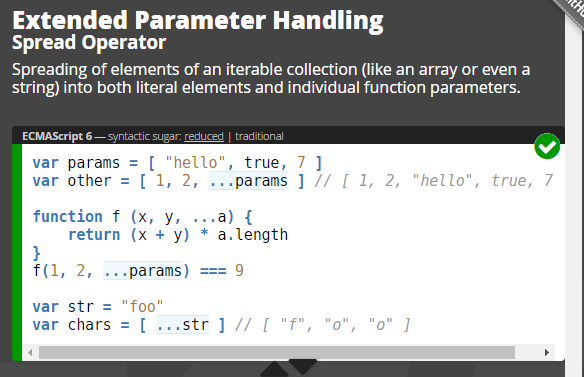 Extended Parameter Handling
Spread Operator
Spreading of elements of an iterable collection (like an array or even a
string) into both literal elements and individual function parameters.
ECMAScript 6 — syntactic sugar: reduced | traditional
var params = [ "hello", true, 7 ]
var other = [ 1, 2, ...params ] // [ 1, 2, "hello", true, 7
function f (x, y, ...a) {
    return (x + y) * a.length
}
f(1, 2, ...params) === 9
var str = "foo"
var chars = [ ...str ] // [ "f", "o", "o" ]